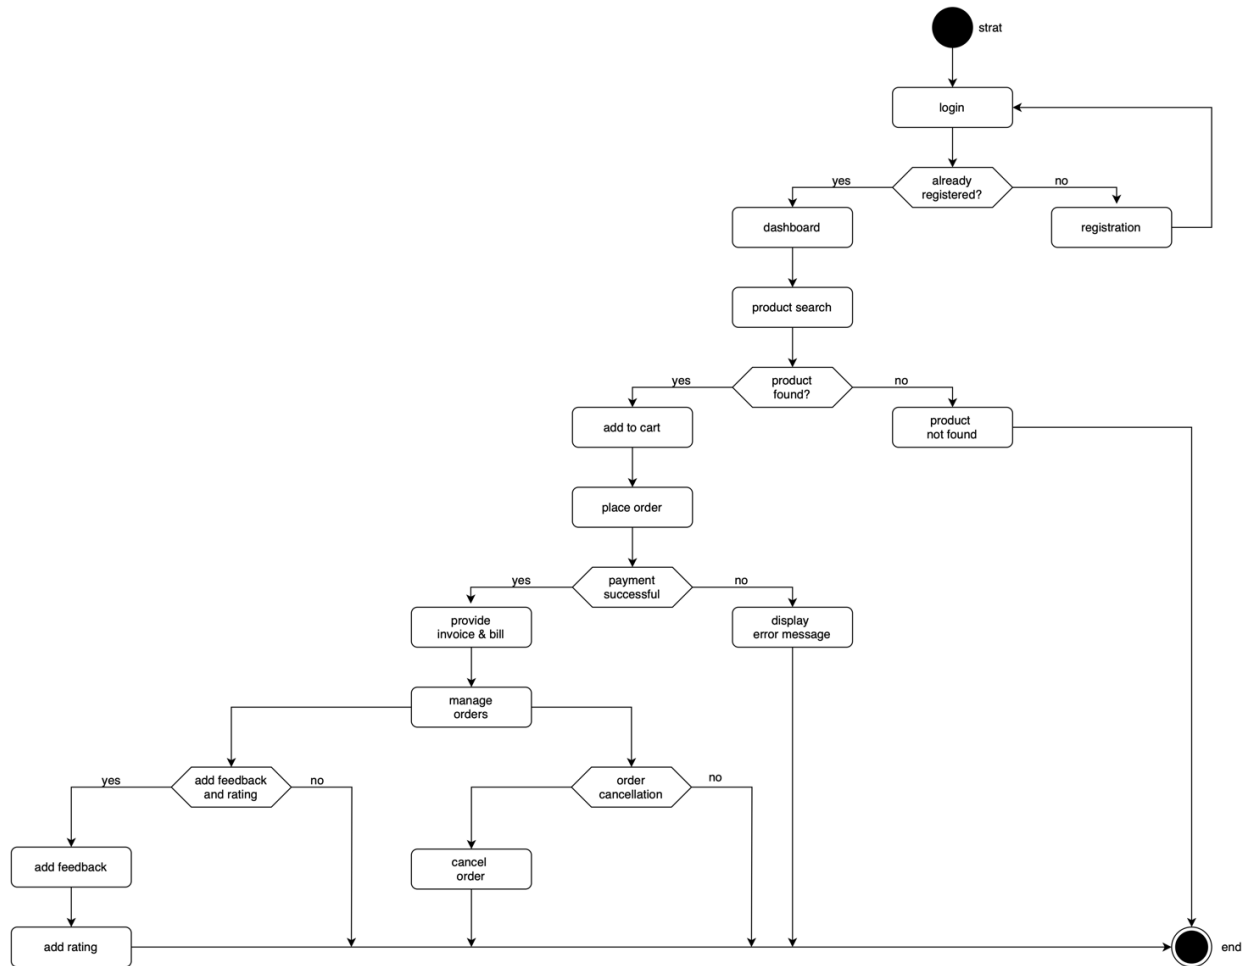 strat
login
already
registered?
yes
no
dashboard
registration
product search
product
found?
yes
no
add to cart
product
not found
place order
payment
successful
yes
no
provide
invoice & bill
display
error message
manage
orders
add feedback
and rating
yes
no
order
cancellation
no
add feedback
cancel
order
add rating
end